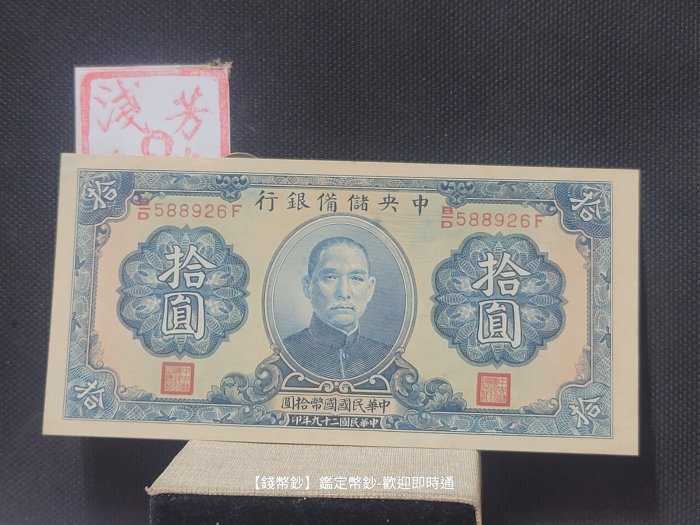 淺芳
拾
中央儲備銀行
拾
B/D 588926F
B/D 588926F
拾圓
拾圓
中華民國國幣拾圓
中華民國二十九年印
拾
拾
【錢幣鈔】鑑定幣鈔-歡迎即時通